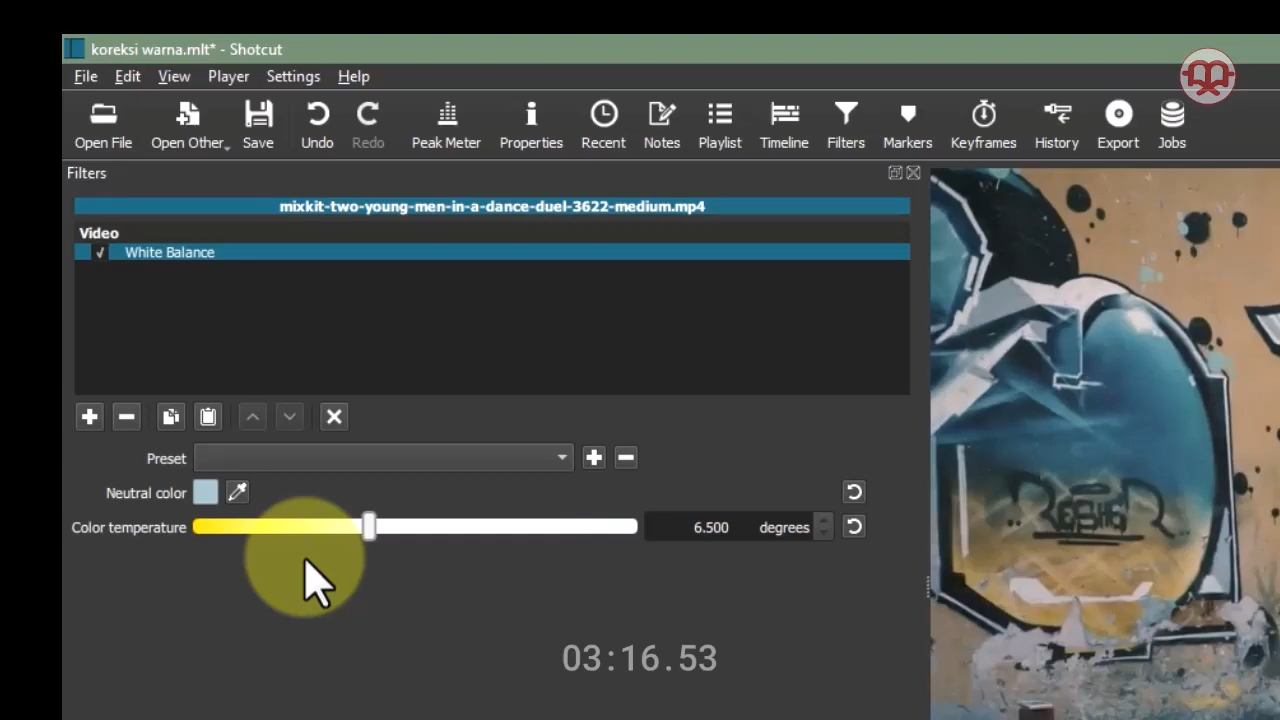 koreksi warna.mlt* - Shotcut
File Edit View Player Settings Help
Open File Open Other Save Undo Redo Peak Meter Properties Recent Notes Playlist Timeline Filters Markers Keyframes History Export Jobs
Filters
mixkit-two-young-men-in-a-dance-duel-3622-medium.mp4
Video
White Balance
Preset
Neutral color
Color temperature 6.500 degrees
03:16.53